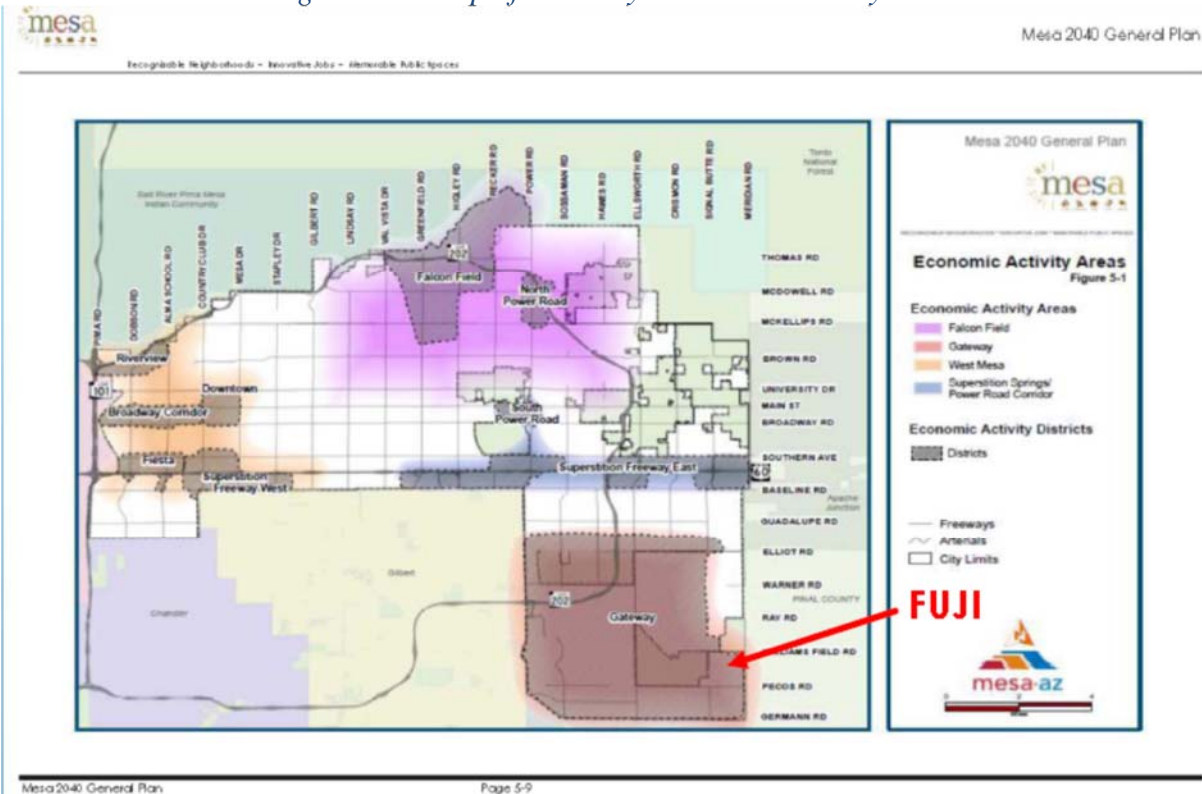 mesa
Mesa 2040 General Plan
Recognizable Neighborhoods ~ Innovative Jobs ~ Memorable Public Spaces
PIMA RD
DOBSON RD
ALMA SCHOOL RD
COUNTRY CLUB DR
MESA DR
STAPLEY DR
GILBERT RD
LINDSAY RD
VAL VISTA DR
GREENFIELD RD
HIGLEY RD
RECKER RD
POWER RD
SOSSAMAN RD
HAWES RD
ELLSWORTH RD
CRISMON RD
SIGNAL BUTTE RD
MERIDIAN RD
Tonto
National
Forest
Pima Mesa
Indian Community
THOMAS RD
MCDOWELL RD
MCKELLIPS RD
BROWN RD
UNIVERSITY DR
MAIN ST
BROADWAY RD
SOUTHERN AVE
BASELINE RD
GUADALUPE RD
ELLIOT RD
WARNER RD
RAY RD
WILLIAMS FIELD RD
PECOS RD
GERMANN RD
202
Falcon Field
North
Power Road
Riverview
101
Downtown
Broadway Corridor
South
Power Road
Fiesta
Superstition
Freeway West
Superstition Freeway East
60
Apache
Junction
PINAL COUNTY
Gilbert
Chandler
202
Gateway
FUJI
Mesa 2040 General Plan
mesa
Economic Activity Areas
Figure 5-1
Economic Activity Areas
Falcon Field
Gateway
West Mesa
Superstition Springs/
Power Road Corridor
Economic Activity Districts
Districts
Freeways
Arterials
City Limits
mesa·az
Mesa 2040 General Plan
Page 5-9